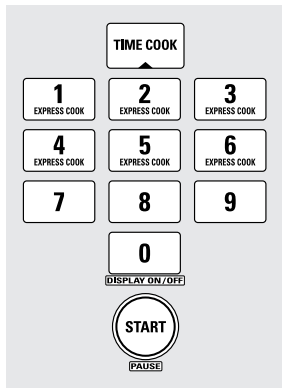 TIME COOK
1 2 3
EXPRESS COOK EXPRESS COOK EXPRESS COOK
4 5 6
EXPRESS COOK EXPRESS COOK EXPRESS COOK
7 8 9
0
DISPLAY ON/OFF
START
PAUSE